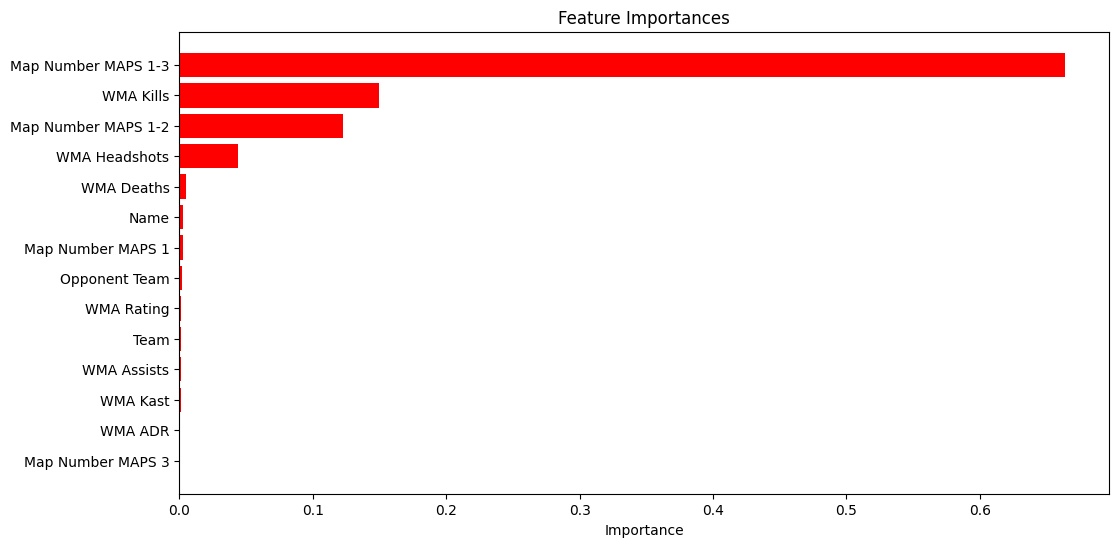 Feature Importances
Map Number MAPS 1-3
WMA Kills
Map Number MAPS 1-2
WMA Headshots
WMA Deaths
Name
Map Number MAPS 1
Opponent Team
WMA Rating
Team
WMA Assists
WMA Kast
WMA ADR
Map Number MAPS 3
0.0 0.1 0.2 0.3 0.4 0.5 0.6
Importance